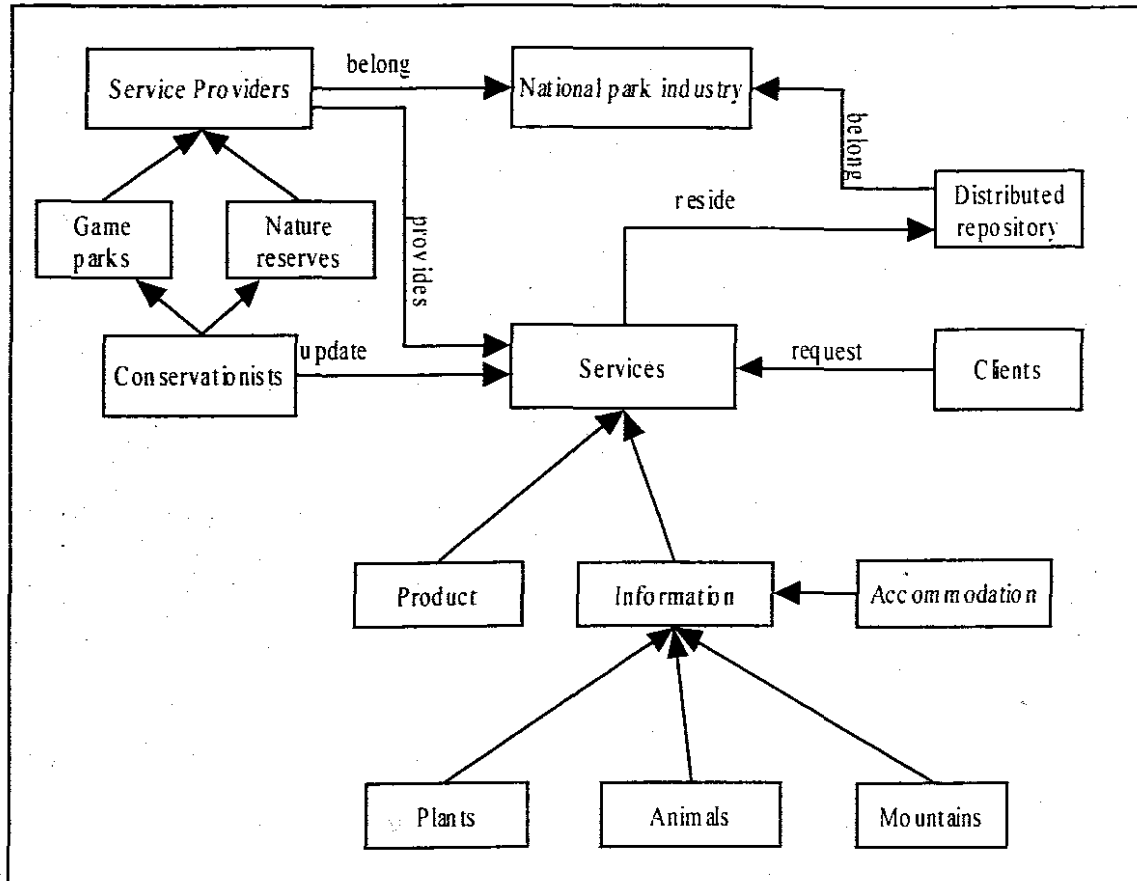 belong
Service Providers
National park industry
belong
Game
parks
Nature
reserves
provides
reside
Distributed
repository
Conservationists
update
Services
request
Clients
Product
Information
Accommodation
Plants
Animals
Mountains